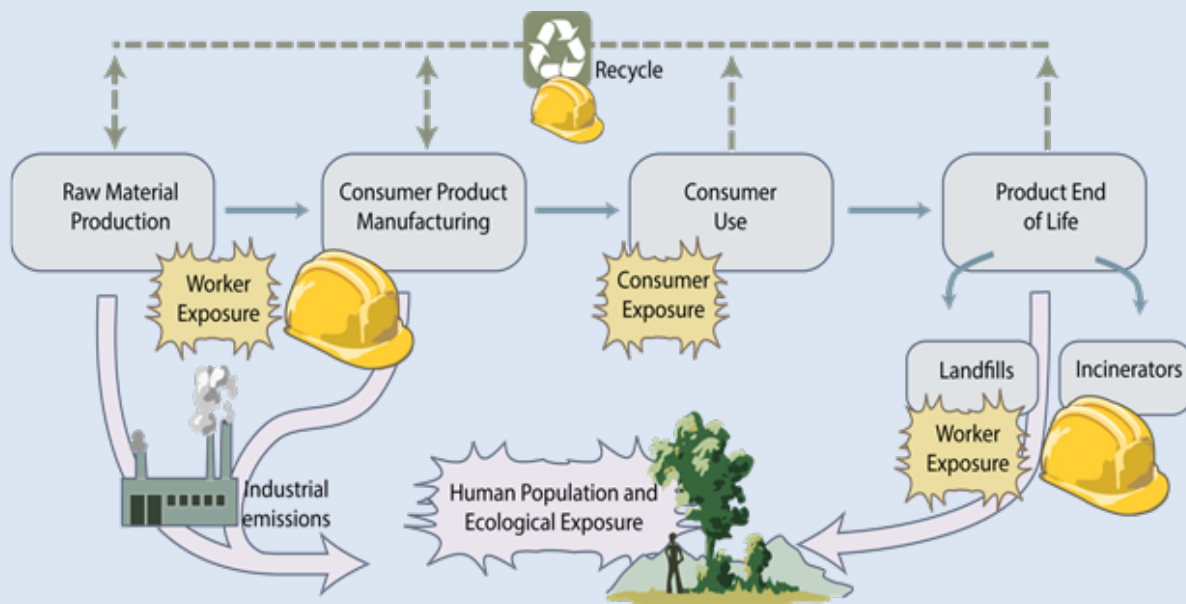 Recycle
Raw Material
Production
Consumer Product
Manufacturing
Consumer
Use
Product End
of Life
Worker
Exposure
Consumer
Exposure
Landfills
Incinerators
Worker
Exposure
Industrial
emissions
Human Population and
Ecological Exposure